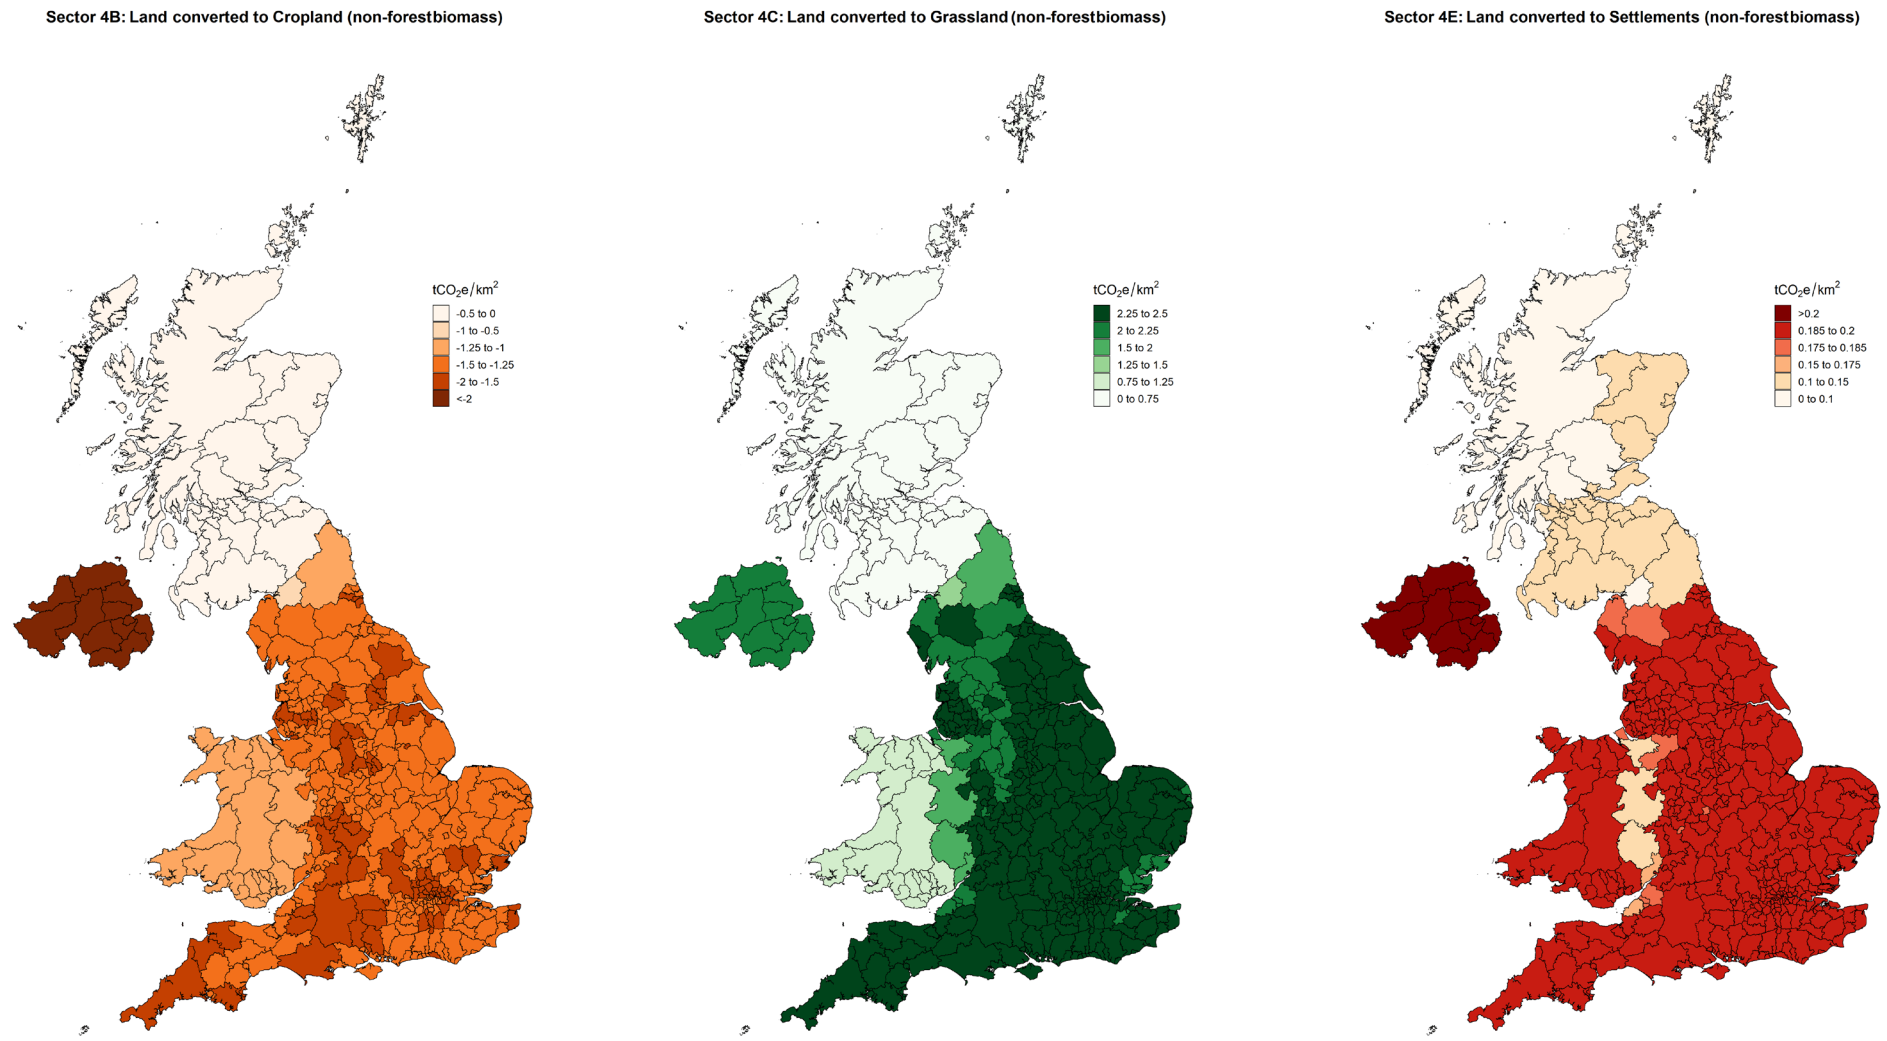 Sector 4B: Land converted to Cropland (non-forestbiomass)
Sector 4C: Land converted to Grassland (non-forestbiomass)
Sector 4E: Land converted to Settlements (non-forestbiomass)
tCO₂e/km²
-0.5 to 0
-1 to -0.5
-1.25 to -1
-1.5 to -1.25
-2 to -1.5
<-2
tCO₂e/km²
2.25 to 2.5
2 to 2.25
1.5 to 2
1.25 to 1.5
0.75 to 1.25
0 to 0.75
tCO₂e/km²
>0.2
0.185 to 0.2
0.175 to 0.185
0.15 to 0.175
0.1 to 0.15
0 to 0.1